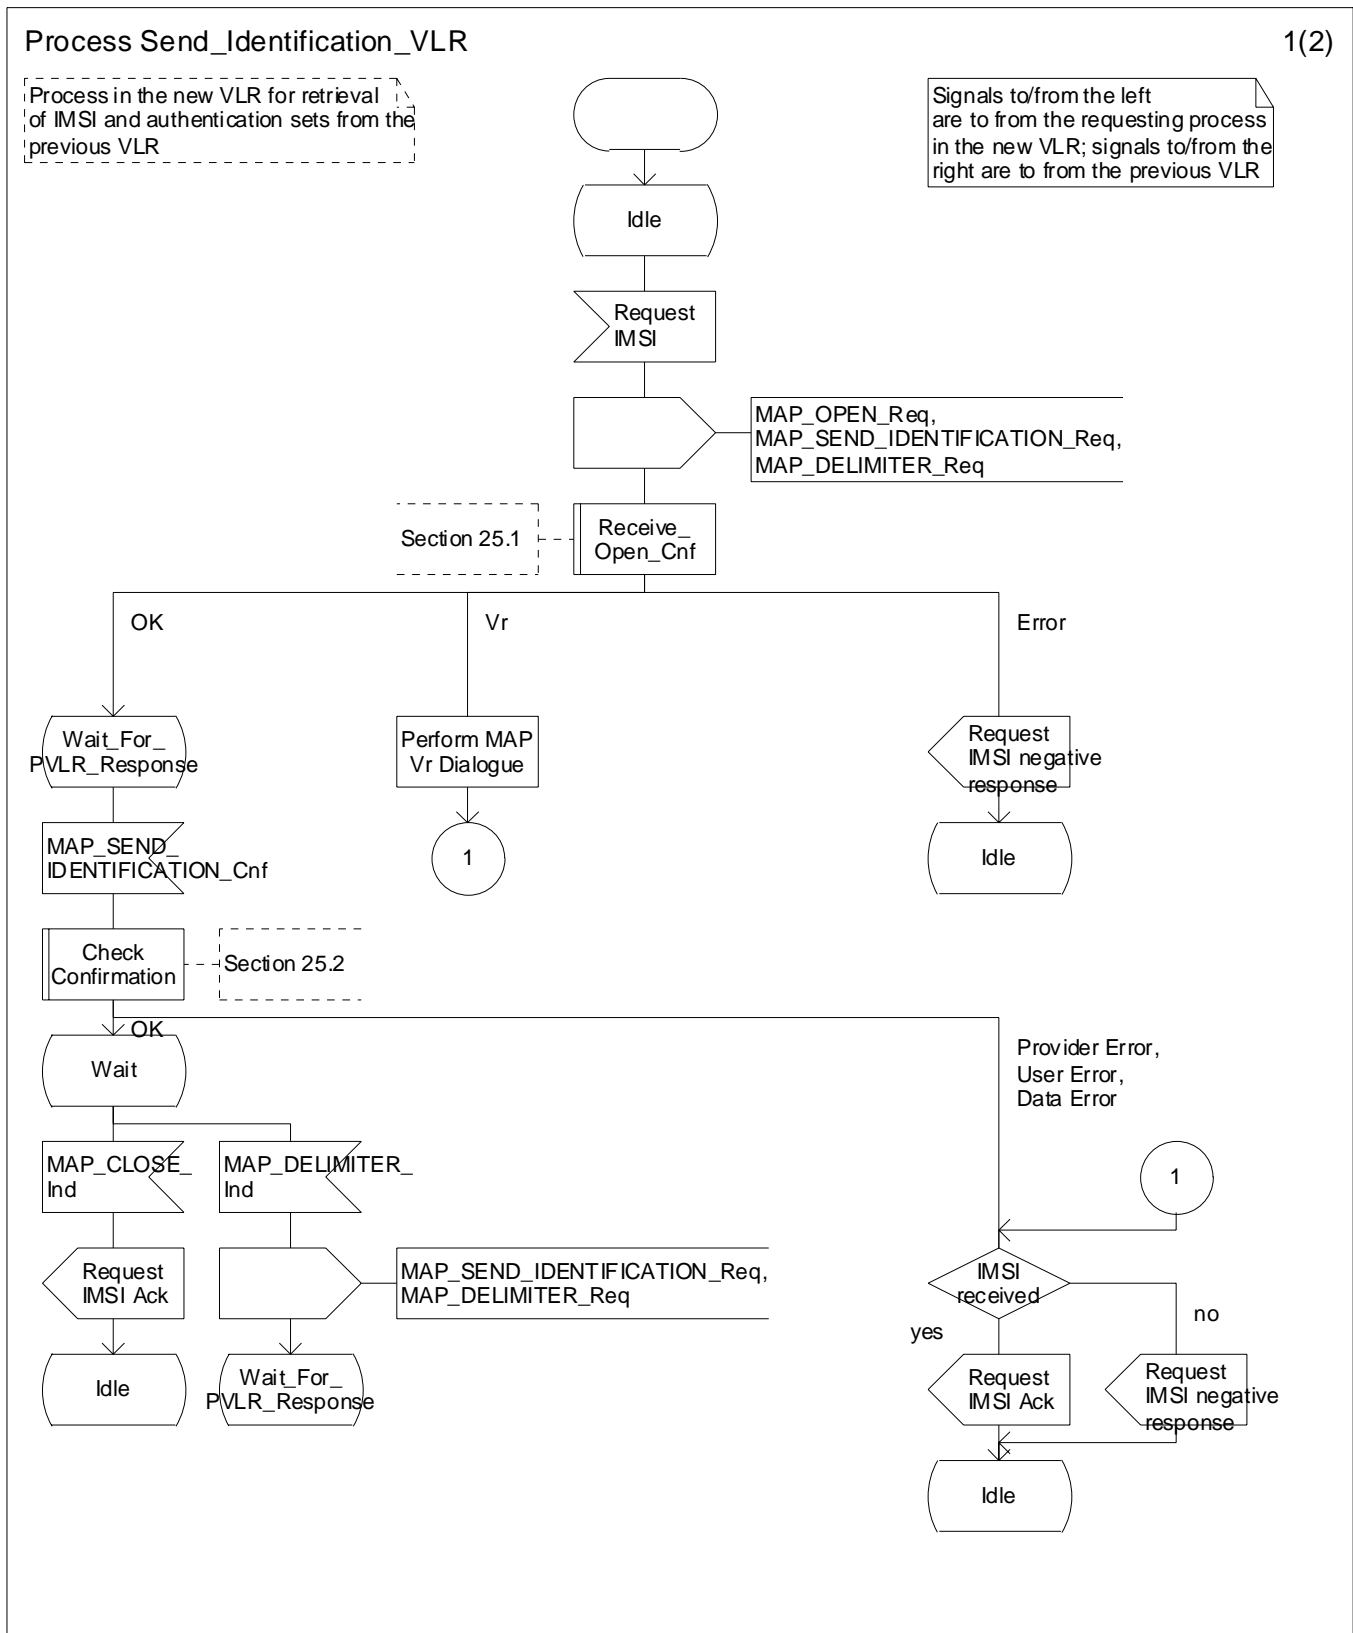 Process Send_Identification_VLR
1(2)
Process in the new VLR for retrieval
of IMSI and authentication sets from the
previous VLR
Signals to/from the left
are to from the requesting process
in the new VLR; signals to/from the
right are to from the previous VLR
Idle
Request
IMSI
MAP_OPEN_Req,
MAP_SEND_IDENTIFICATION_Req,
MAP_DELIMITER_Req
Section 25.1
Receive_
Open_Cnf
OK
Vr
Error
Wait_For_
PVLR_Response
Perform MAP
Vr Dialogue
Request
IMSI negative
response
MAP_SEND_
IDENTIFICATION_Cnf
1
Idle
Check
Confirmation
Section 25.2
OK
Wait
Provider Error,
User Error,
Data Error
MAP_CLOSE_
Ind
MAP_DELIMITER_
Ind
1
Request
IMSI Ack
MAP_SEND_IDENTIFICATION_Req,
MAP_DELIMITER_Req
IMSI
received
yes
no
Idle
Wait_For_
PVLR_Response
Request
IMSI Ack
Request
IMSI negative
response
Idle